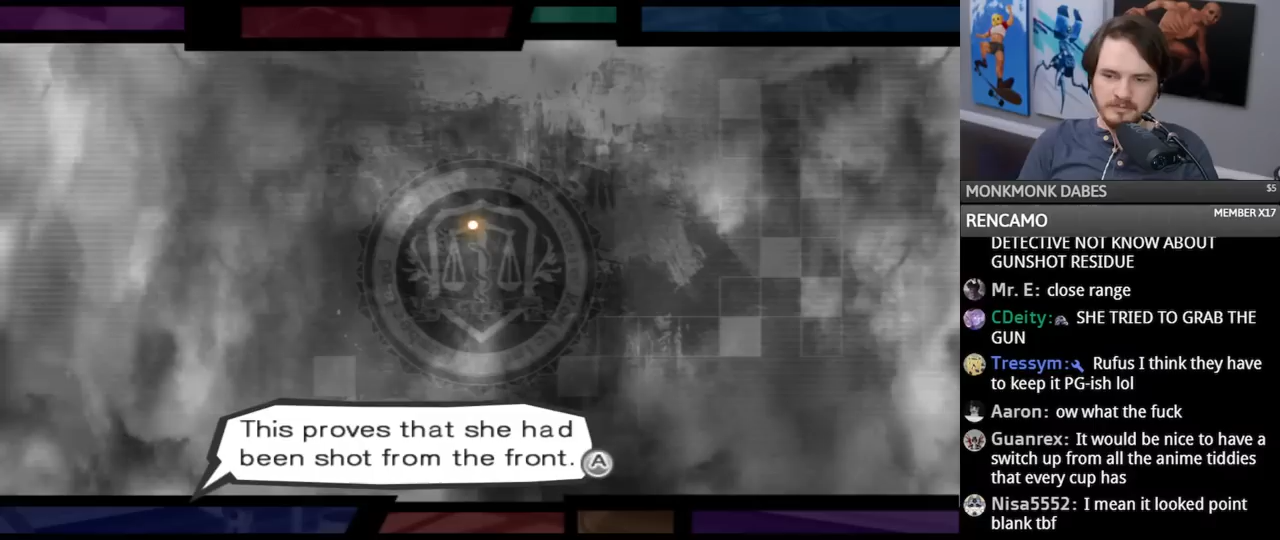 This proves that she had
been shot from the front.
A
MONKMONK DABES
$5
RENCAMO
MEMBER X17
DETECTIVE NOT KNOW ABOUT
GUNSHOT RESIDUE
Mr. E: close range
CDeity: SHE TRIED TO GRAB THE
GUN
Tressym: Rufus I think they have
to keep it PG-ish lol
Aaron: ow what the fuck
Guanrex: It would be nice to have a
switch up from all the anime tiddies
that every cup has
Nisa5552: I mean it looked point
blank tbf